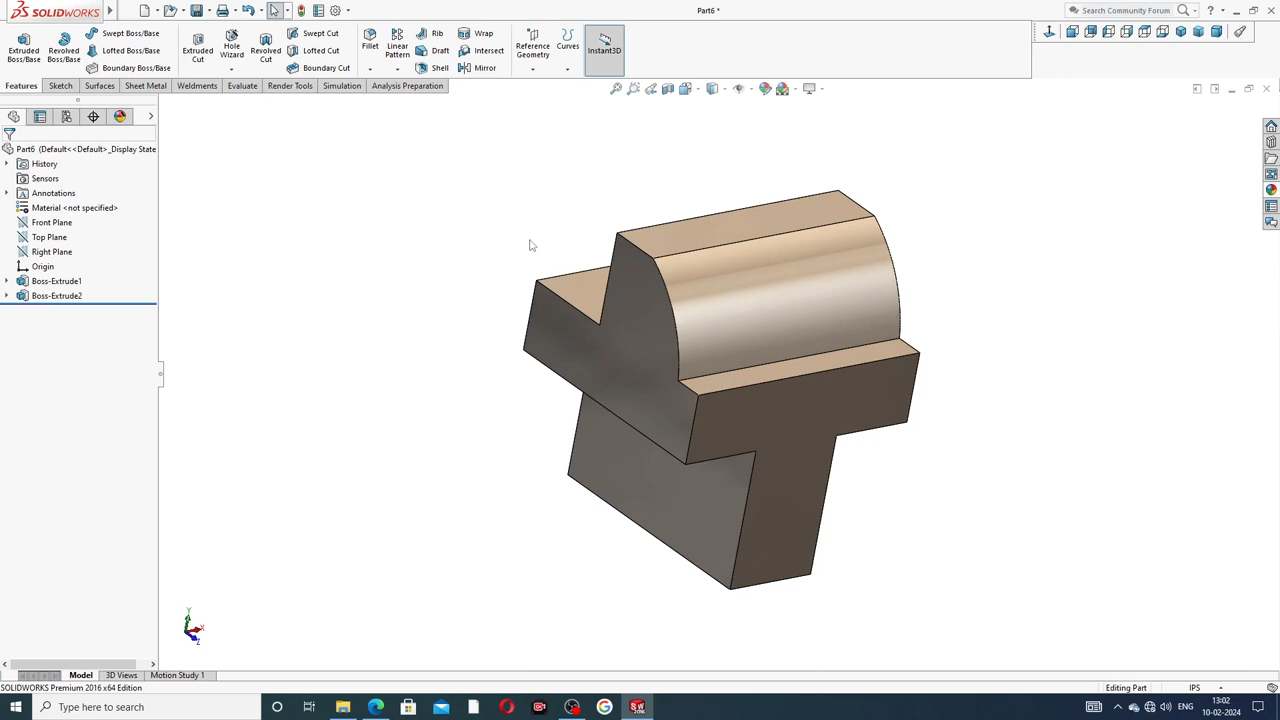 SOLIDWORKS
Part6 *
Search Community Forum
Extruded Boss/Base
Revolved Boss/Base
Swept Boss/Base
Lofted Boss/Base
Boundary Boss/Base
Extruded Cut
Hole Wizard
Revolved Cut
Swept Cut
Lofted Cut
Boundary Cut
Fillet
Linear Pattern
Rib
Draft
Shell
Wrap
Intersect
Mirror
Reference Geometry
Curves
Instant3D
Features
Sketch
Surfaces
Sheet Metal
Weldments
Evaluate
Render Tools
Simulation
Analysis Preparation
Part6 (Default<<Default>_Display State
History
Sensors
Annotations
Material <not specified>
Front Plane
Top Plane
Right Plane
Origin
Boss-Extrude1
Boss-Extrude2
Y
X
Z
Model
3D Views
Motion Study 1
SOLIDWORKS Premium 2016 x64 Edition
Editing Part
IPS
Type here to search
ENG
13:02
10-02-2024